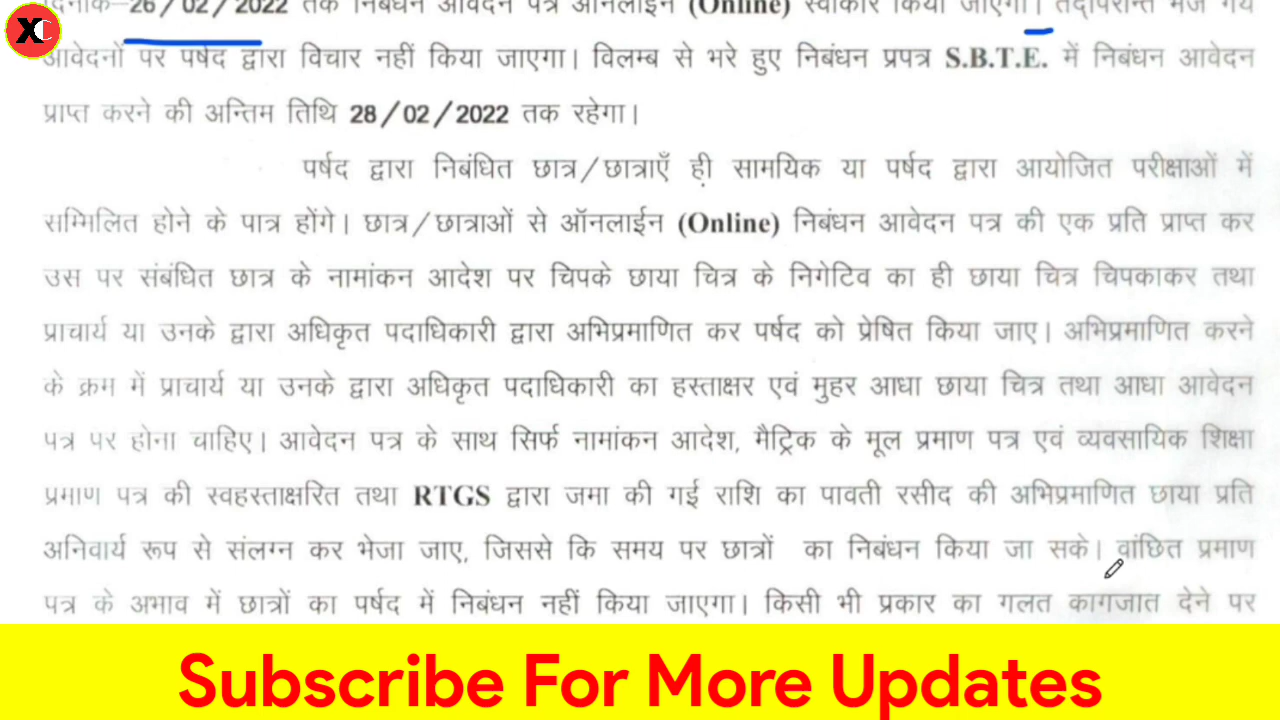 दिनांक–26/02/2022 तक निबंधन आवेदन पत्र ऑनलाईन (Online) स्वीकार किया जाएगा। तद्उपरान्त भेजे गये
आवेदनों पर पर्षद द्वारा विचार नहीं किया जाएगा। विलम्ब से भरे हुए निबंधन प्रपत्र S.B.T.E. में निबंधन आवेदन
प्राप्त करने की अन्तिम तिथि 28/02/2022 तक रहेगा।
पर्षद द्वारा निबंधित छात्र/छात्राएँ ही सामयिक या पर्षद द्वारा आयोजित परीक्षाओं में
सम्मिलित होने के पात्र होंगे। छात्र/छात्राओं से ऑनलाईन (Online) निबंधन आवेदन पत्र की एक प्रति प्राप्त कर
उस पर संबंधित छात्र के नामांकन आदेश पर चिपके छाया चित्र के निगेटिव का ही छाया चित्र चिपकाकर तथा
प्राचार्य या उनके द्वारा अधिकृत पदाधिकारी द्वारा अभिप्रमाणित कर पर्षद को प्रेषित किया जाए। अभिप्रमाणित करने
के क्रम में प्राचार्य या उनके द्वारा अधिकृत पदाधिकारी का हस्ताक्षर एवं मुहर आधा छाया चित्र तथा आधा आवेदन
पत्र पर होना चाहिए। आवेदन पत्र के साथ सिर्फ नामांकन आदेश, मैट्रिक के मूल प्रमाण पत्र एवं व्यवसायिक शिक्षा
प्रमाण पत्र की स्वहस्ताक्षरित तथा RTGS द्वारा जमा की गई राशि का पावती रसीद की अभिप्रमाणित छाया प्रति
अनिवार्य रूप से संलग्न कर भेजा जाए, जिससे कि समय पर छात्रों का निबंधन किया जा सके। वांछित प्रमाण
पत्र के अभाव में छात्रों का पर्षद में निबंधन नहीं किया जाएगा। किसी भी प्रकार का गलत कागजात देने पर
XC
Subscribe For More Updates